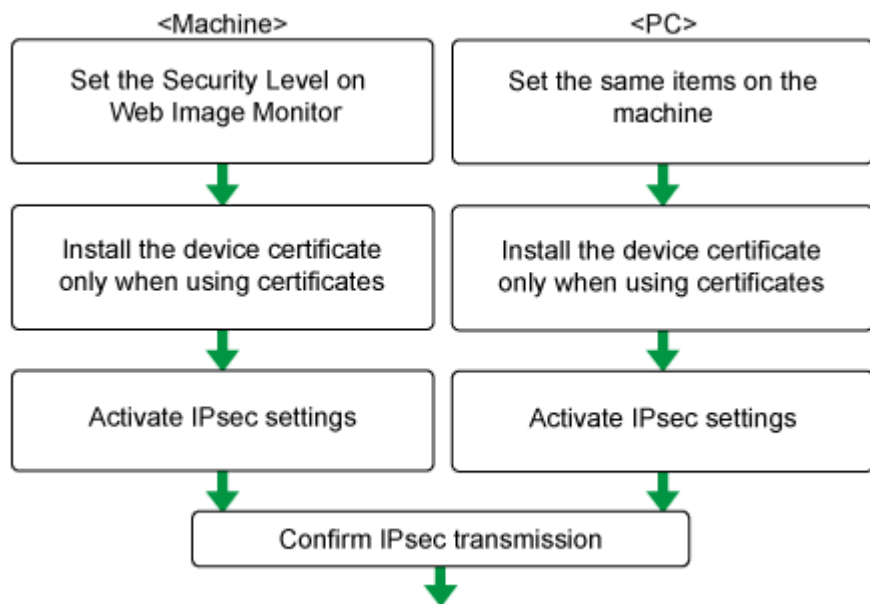 <Machine>
Set the Security Level on
Web Image Monitor
Install the device certificate
only when using certificates
Activate IPsec settings
<PC>
Set the same items on the
machine
Install the device certificate
only when using certificates
Activate IPsec settings
Confirm IPsec transmission